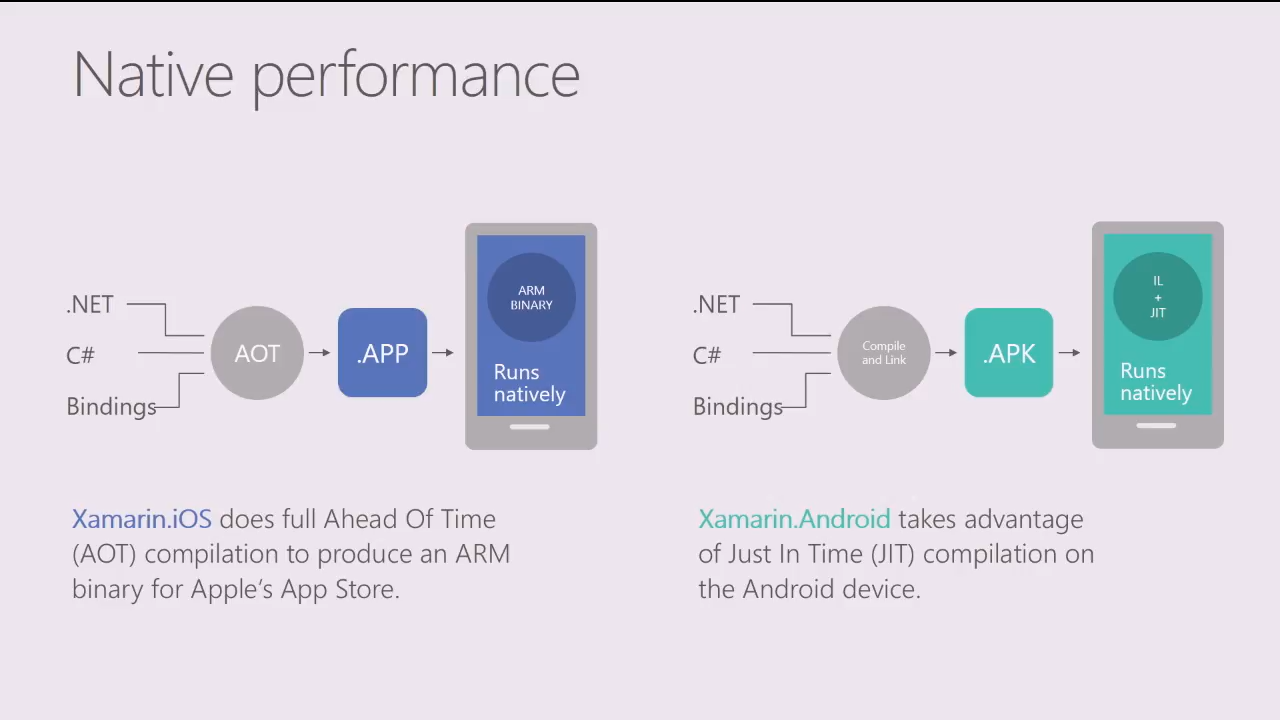 Native performance
.NET
C#
Bindings
AOT
.APP
ARM
BINARY
Runs
natively
.NET
C#
Bindings
Compile
and Link
.APK
IL
+
JIT
Runs
natively
Xamarin.iOS does full Ahead Of Time
(AOT) compilation to produce an ARM
binary for Apple’s App Store.
Xamarin.Android takes advantage
of Just In Time (JIT) compilation on
the Android device.